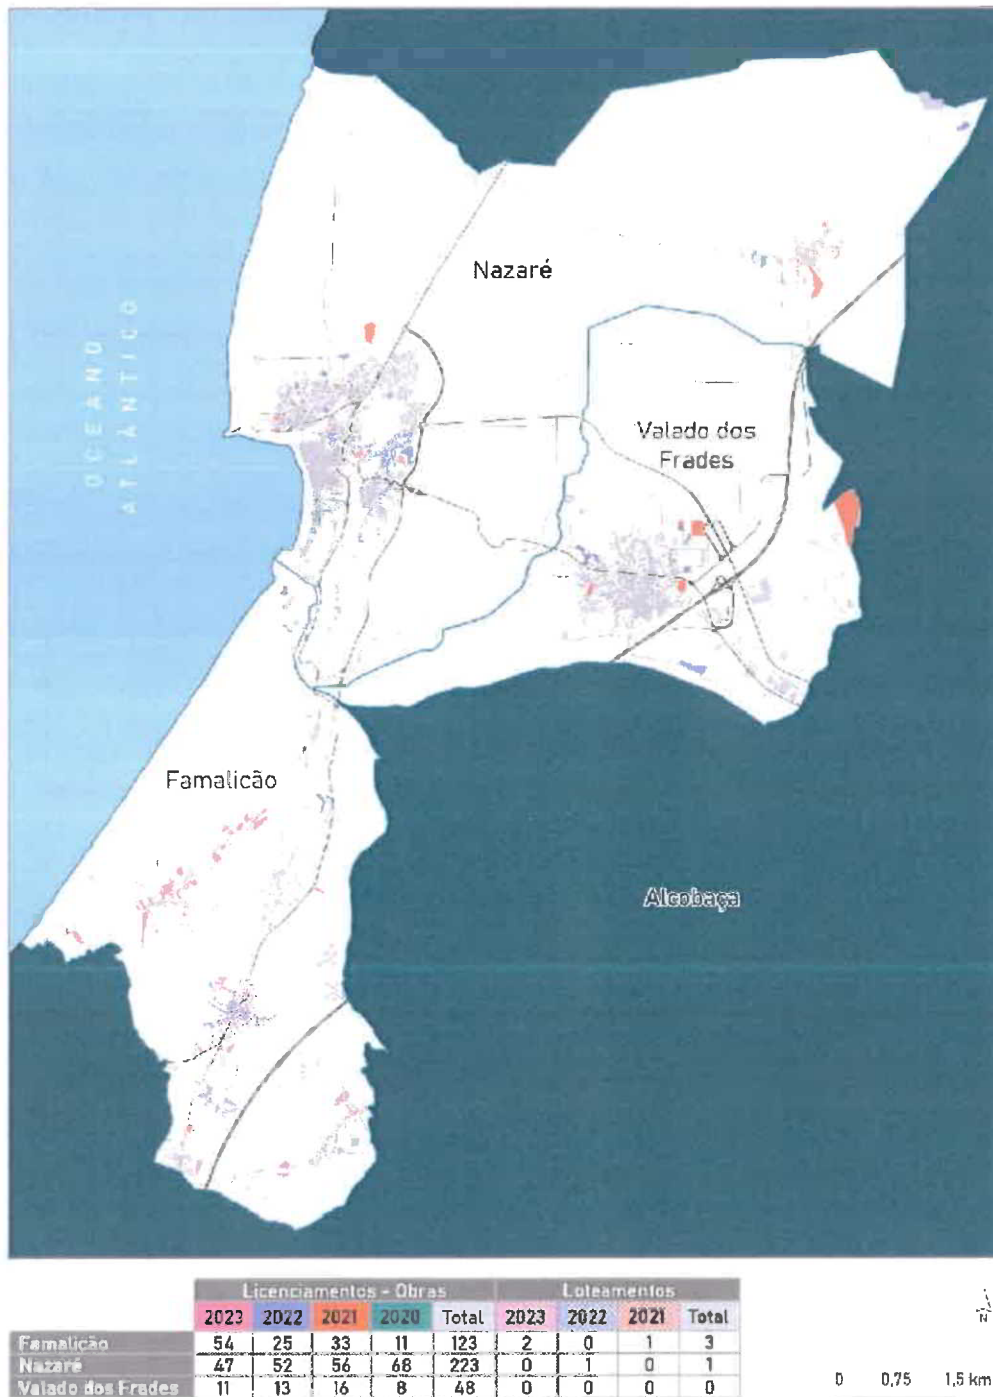 Nazaré
OCEANO
ATLÂNTICO
Valado dos
Frades
Famalicão
Alcobaça
Licenciamentos - Obras Loteamentos
2023 2022 2021 2020 Total 2023 2022 2021 Total
Famalicão 54 25 33 11 123 2 0 1 3
Nazaré 47 52 56 68 223 0 1 0 1
Valado dos Frades 11 13 16 8 48 0 0 0 0
N
0 0,75 1,5 km